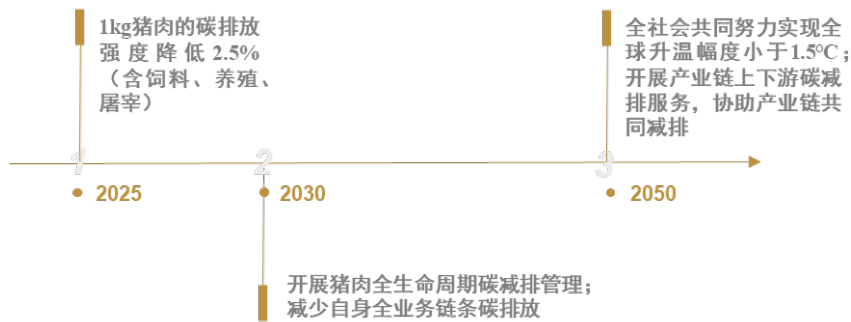 1kg猪肉的碳排放
强度降低2.5%
（含饲料、养殖、
屠宰）
全社会共同努力实现全
球升温幅度小于1.5℃；
开展产业链上下游碳减
排服务，协助产业链共
同减排
1
2
3
2025
2030
2050
开展猪肉全生命周期碳减排管理；
减少自身全业务链条碳排放